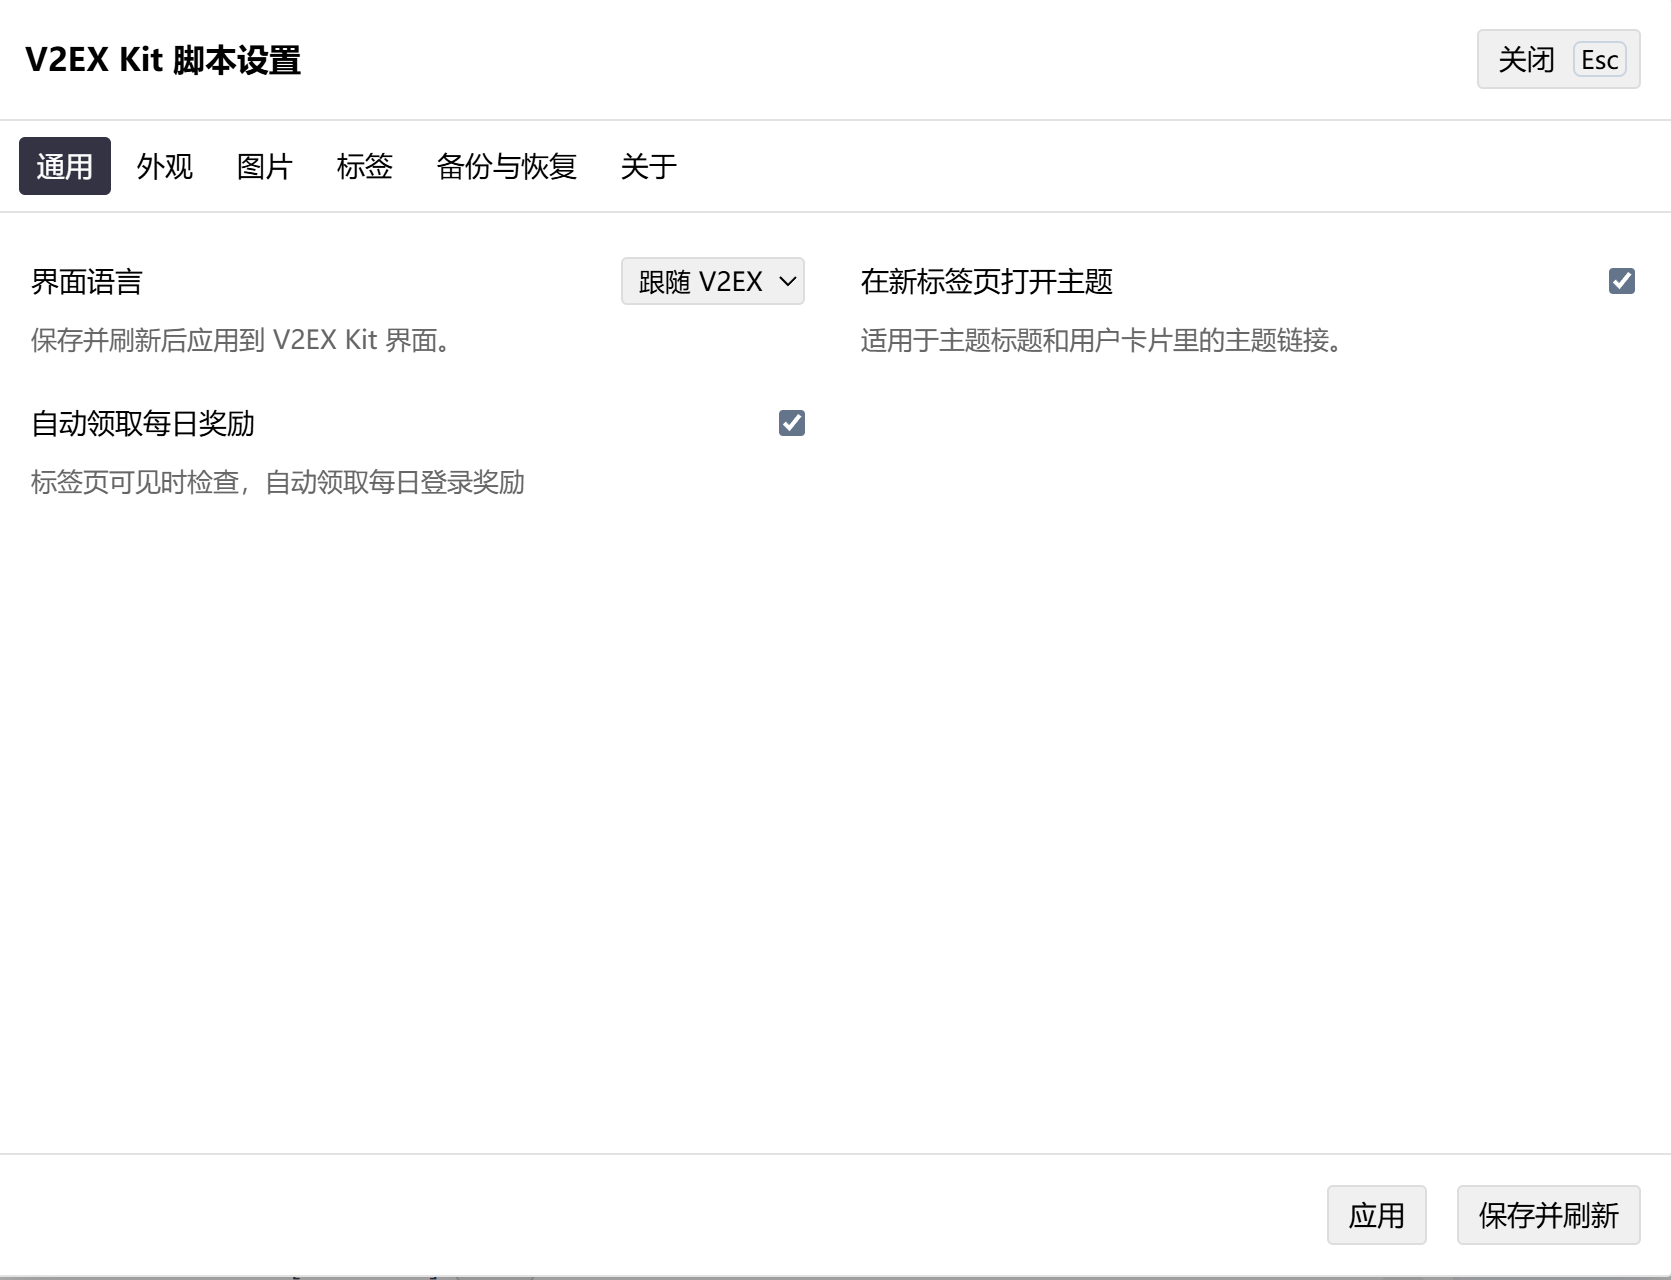 V2EX Kit 脚本设置
关闭 Esc
通用 外观 图片 标签 备份与恢复 关于
界面语言 跟随 V2EX
保存并刷新后应用到 V2EX Kit 界面。
在新标签页打开主题
适用于主题标题和用户卡片里的主题链接。
自动领取每日奖励
标签页可见时检查，自动领取每日登录奖励
应用 保存并刷新